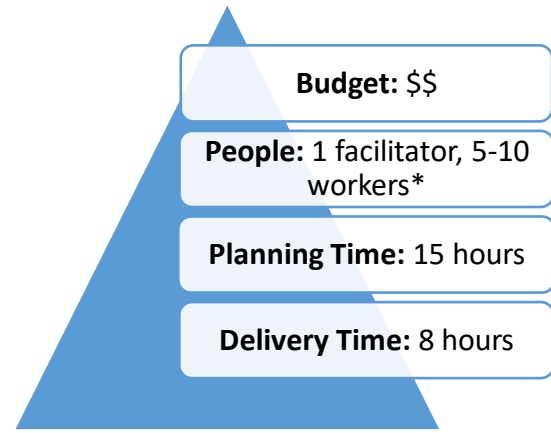 Budget: $$
People: 1 facilitator, 5-10
workers*
Planning Time: 15 hours
Delivery Time: 8 hours